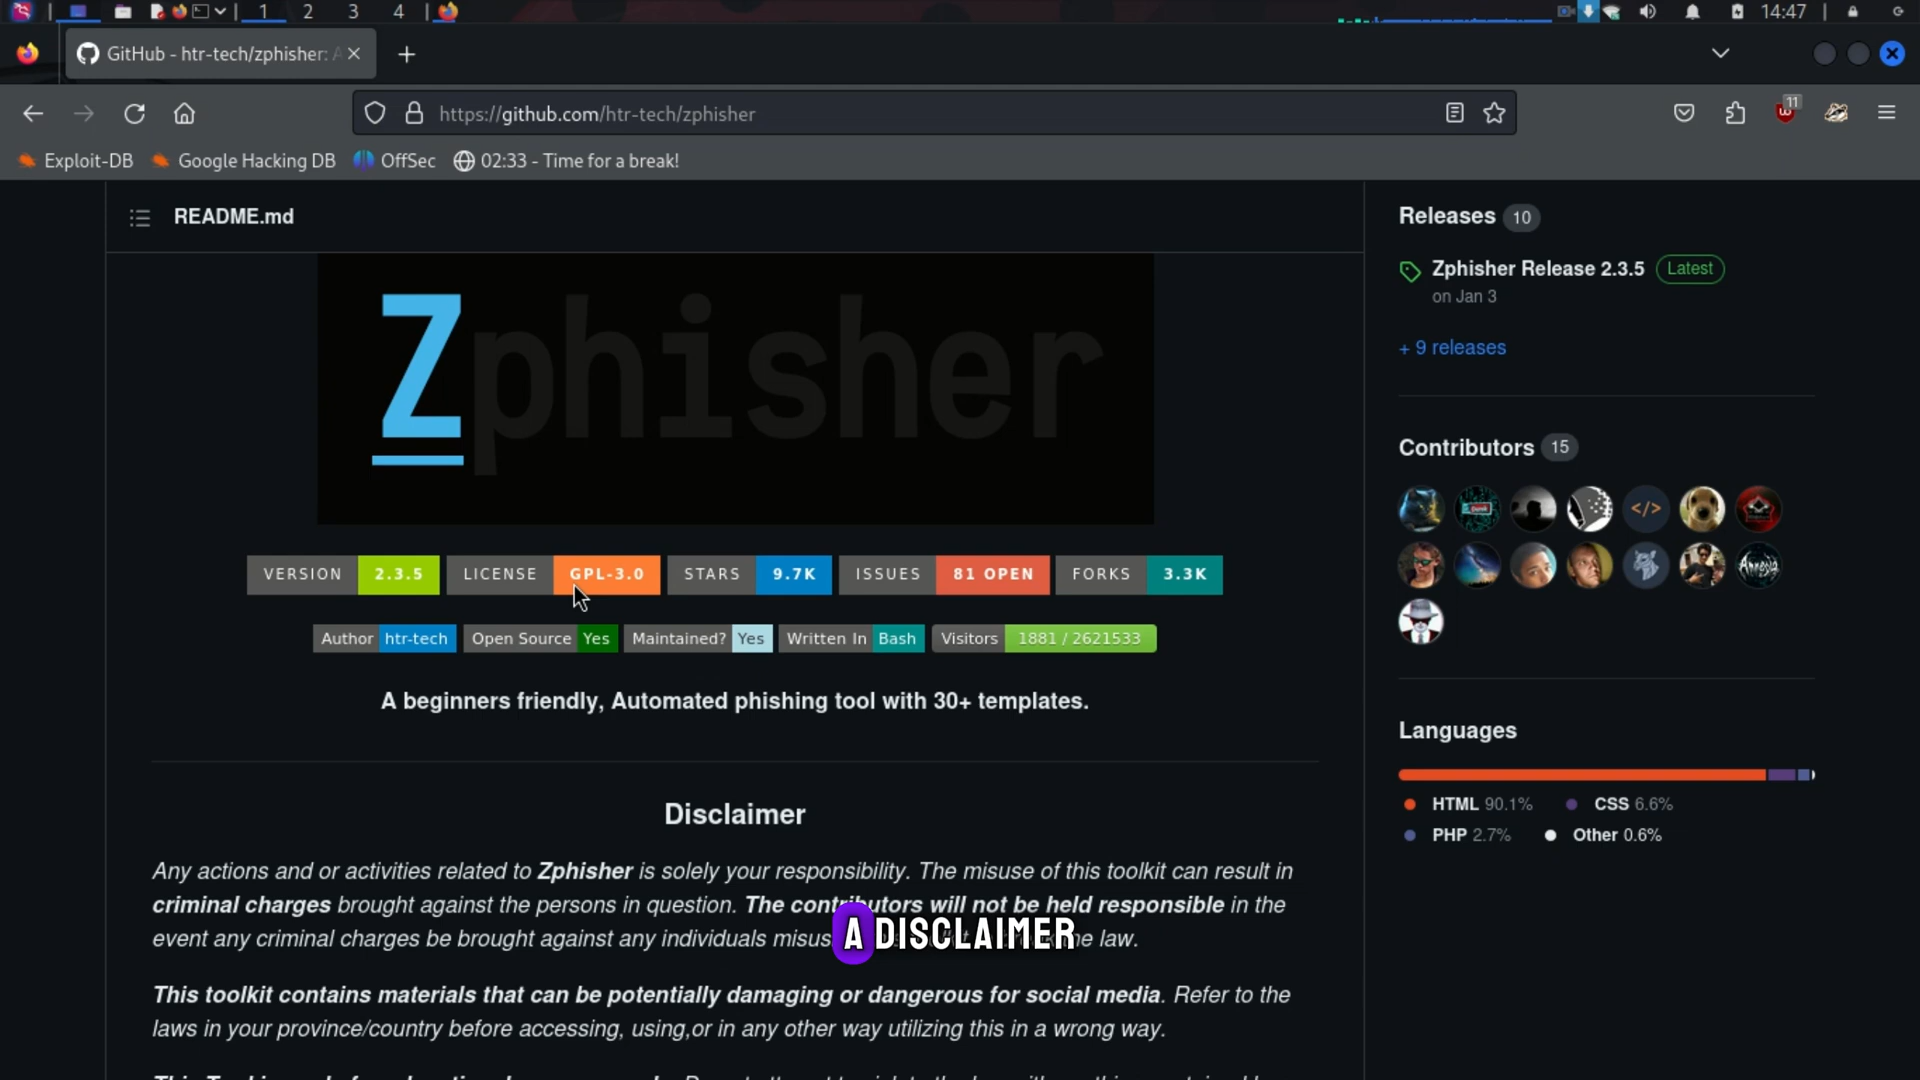 1 2 3 4 14:47
GitHub - htr-tech/zphisher: A
https://github.com/htr-tech/zphisher 11
Exploit-DB Google Hacking DB OffSec 02:33 - Time for a break!
README.md
Zphisher
VERSION 2.3.5 LICENSE GPL-3.0 STARS 9.7K ISSUES 81 OPEN FORKS 3.3K
Author htr-tech Open Source Yes Maintained? Yes Written In Bash Visitors 1881 / 2621533
A beginners friendly, Automated phishing tool with 30+ templates.
Disclaimer
Any actions and or activities related to Zphisher is solely your responsibility. The misuse of this toolkit can result in
criminal charges brought against the persons in question. The contributors will not be held responsible in the
event any criminal charges be brought against any individuals misus law.
A DISCLAIMER
This toolkit contains materials that can be potentially damaging or dangerous for social media. Refer to the
laws in your province/country before accessing, using,or in any other way utilizing this in a wrong way.
Releases 10
Zphisher Release 2.3.5 Latest
on Jan 3
+ 9 releases
Contributors 15
Languages
HTML 90.1% CSS 6.6%
PHP 2.7% Other 0.6%